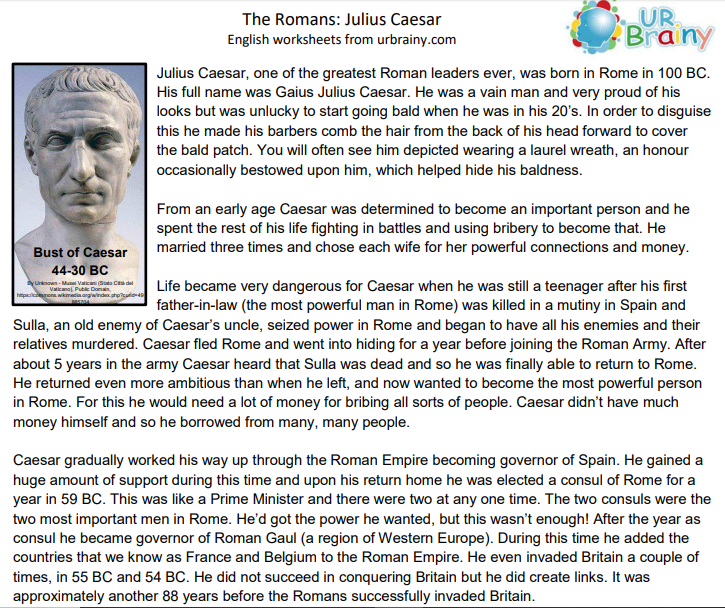 The Romans: Julius Caesar
English worksheets from urbrainy.com
UR
Brainy
Julius Caesar, one of the greatest Roman leaders ever, was born in Rome in 100 BC.
His full name was Gaius Julius Caesar. He was a vain man and very proud of his
looks but was unlucky to start going bald when he was in his 20's. In order to disguise
this he made his barbers comb the hair from the back of his head forward to cover
the bald patch. You will often see him depicted wearing a laurel wreath, an honour
occasionally bestowed upon him, which helped hide his baldness.
Bust of Caesar
44-30 BC
By Unknown - Musei Vaticani (Stato Città del
Vaticano), Public Domain,
From an early age Caesar was determined to become an important person and he
spent the rest of his life fighting in battles and using bribery to become that. He
married three times and chose each wife for her powerful connections and money.
Life became very dangerous for Caesar when he was still a teenager after his first
father-in-law (the most powerful man in Rome) was killed in a mutiny in Spain and
Sulla, an old enemy of Caesar's uncle, seized power in Rome and began to have all his enemies and their
relatives murdered. Caesar fled Rome and went into hiding for a year before joining the Roman Army. After
about 5 years in the army Caesar heard that Sulla was dead and so he was finally able to return to Rome.
He returned even more ambitious than when he left, and now wanted to become the most powerful person
in Rome. For this he would need a lot of money for bribing all sorts of people. Caesar didn't have much
money himself and so he borrowed from many, many people.
Caesar gradually worked his way up through the Roman Empire becoming governor of Spain. He gained a
huge amount of support during this time and upon his return home he was elected a consul of Rome for a
year in 59 BC. This was like a Prime Minister and there were two at any one time. The two consuls were the
two most important men in Rome. He'd got the power he wanted, but this wasn't enough! After the year as
consul he became governor of Roman Gaul (a region of Western Europe). During this time he added the
countries that we know as France and Belgium to the Roman Empire. He even invaded Britain a couple of
times, in 55 BC and 54 BC. He did not succeed in conquering Britain but he did create links. It was
approximately another 88 years before the Romans successfully invaded Britain.